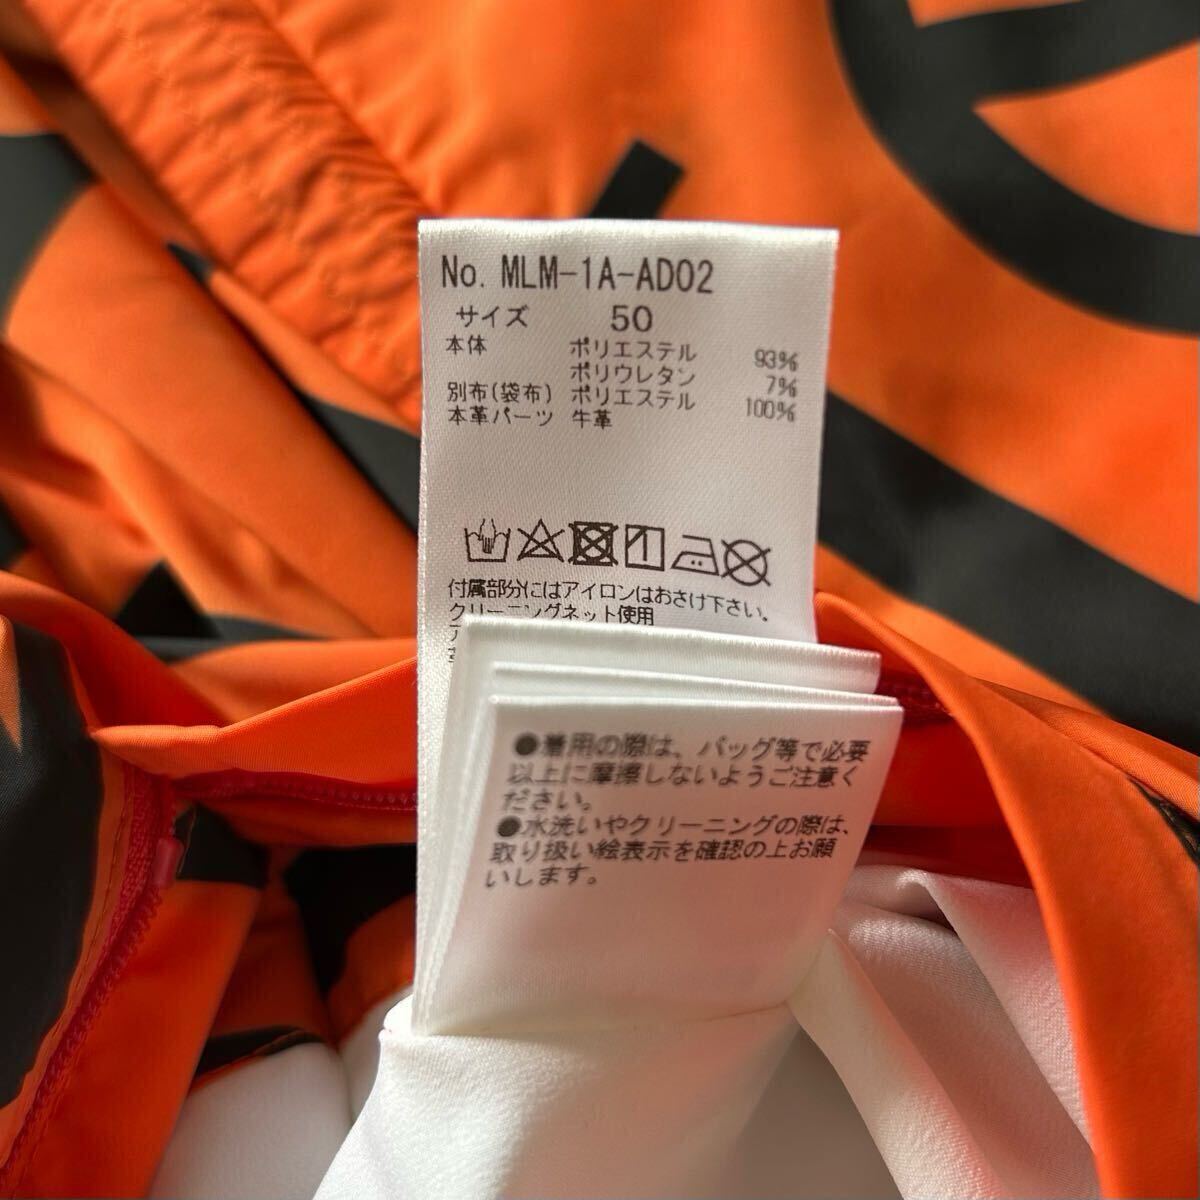 No. MLM-1A-AD02
サイズ 50
本体 ポリエステル 93%
ポリウレタン 7%
別布(袋布) ポリエステル 100%
本革パーツ 牛革
付属部分にはアイロンはおさけ下さい。
クリーニングネット使用
●着用の際は、バッグ等で必要
以上に摩擦しないようご注意く
ださい。
●水洗いやクリーニングの際は、
取り扱い絵表示を確認の上お願
いします。